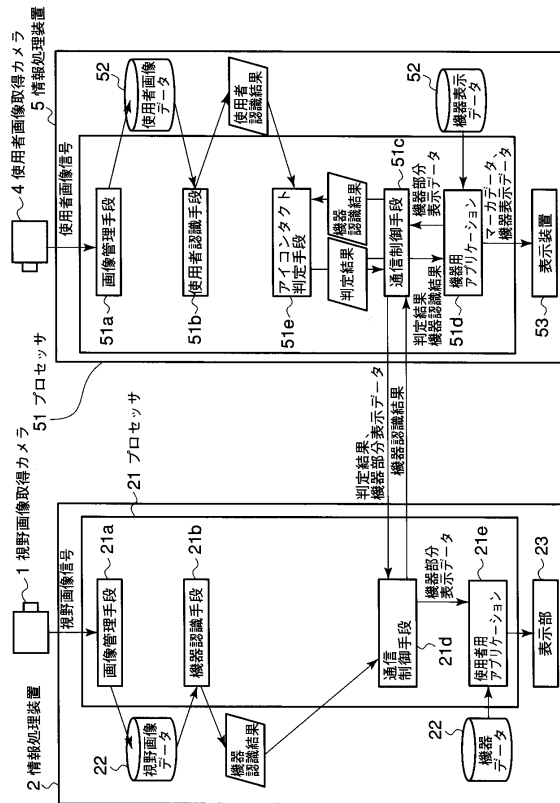 1 視野画像取得カメラ
2 情報処理装置
視野画像信号
21 プロセッサ
21a
画像管理手段
22
視野画像データ
21b
機器認識手段
機器
認識結果
通信
制御手段
21d
機器部分
表示データ
21e
使用者用
アプリケーション
22
機器
データ
23
表示部
判定結果、
機器部分表示データ
機器認識結果
4 使用者画像取得カメラ
5 情報処理装置
使用者画像信号
51 プロセッサ
51a
画像管理手段
52
使用者画像
データ
51b
使用者認識手段
使用者
認識結果
51e
アイコンタクト
判定手段
機器
認識結果
判定結果
51c
通信制御手段
機器部分
表示データ
判定結果、
機器認識結果
51d
機器用
アプリケーション
52
機器表示
データ
マーカデータ、
機器表示データ
53
表示装置